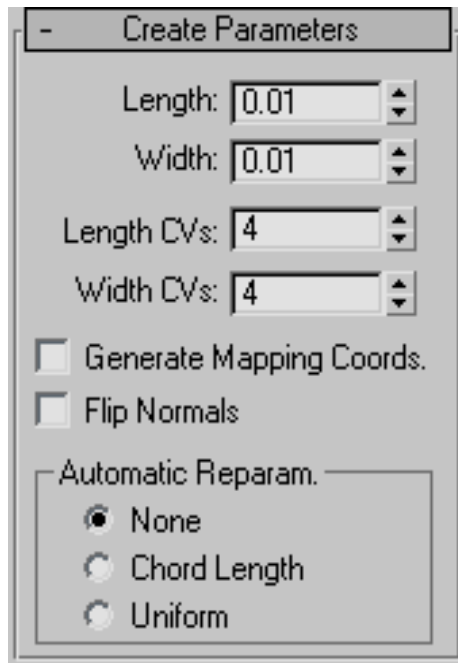 - Create Parameters
Length: 0.01
Width: 0.01
Length CVs: 4
Width CVs: 4
Generate Mapping Coords.
Flip Normals
Automatic Reparam.
None
Chord Length
Uniform